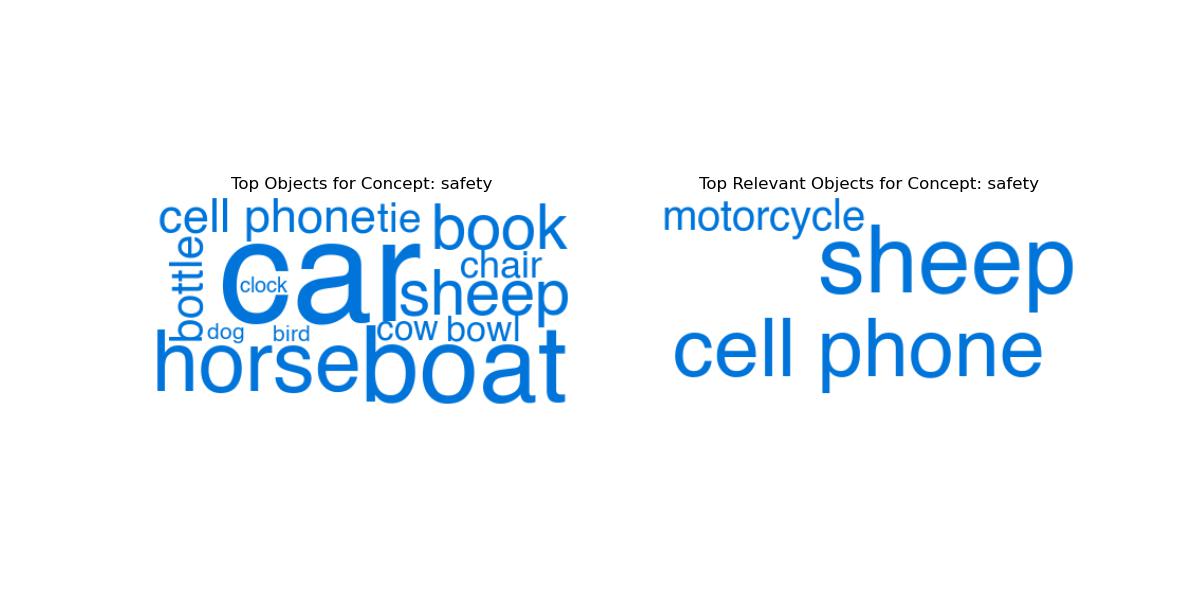 Top Objects for Concept: safety
cell phone tie book
bottle car clock chair
sheep
dog bird cow bowl
horse boat
Top Relevant Objects for Concept: safety
motorcycle
sheep
cell phone